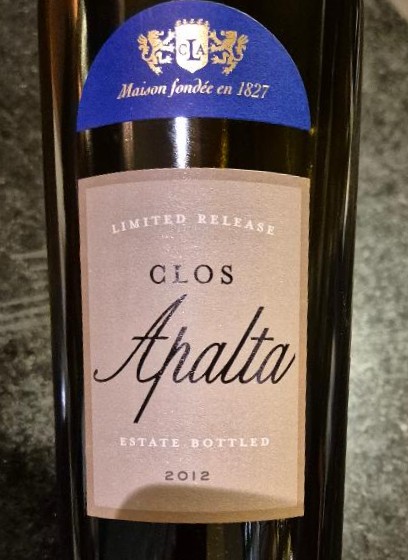 CLA
Maison fondée en 1827
LIMITED RELEASE
CLOS
Apalta
ESTATE BOTTLED
2012